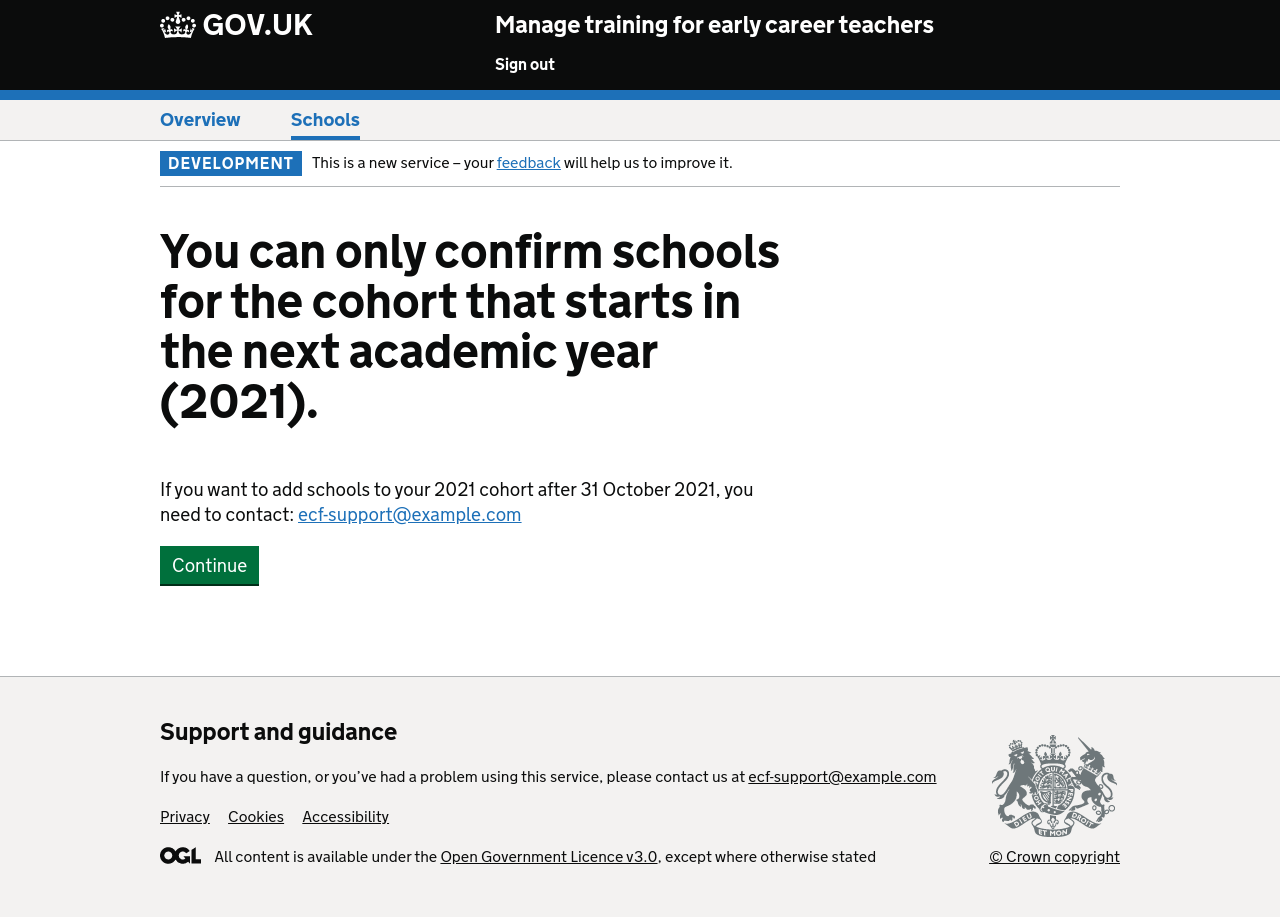 GOV.UK
Manage training for early career teachers
Sign out
Overview
Schools
DEVELOPMENT
This is a new service – your feedback will help us to improve it.
You can only confirm schools
for the cohort that starts in
the next academic year
(2021).
If you want to add schools to your 2021 cohort after 31 October 2021, you
need to contact: ecf-support@example.com
Continue
Support and guidance
If you have a question, or you’ve had a problem using this service, please contact us at ecf-support@example.com
Privacy
Cookies
Accessibility
OGL
All content is available under the Open Government Licence v3.0, except where otherwise stated
DIEU ET MON DROIT
© Crown copyright